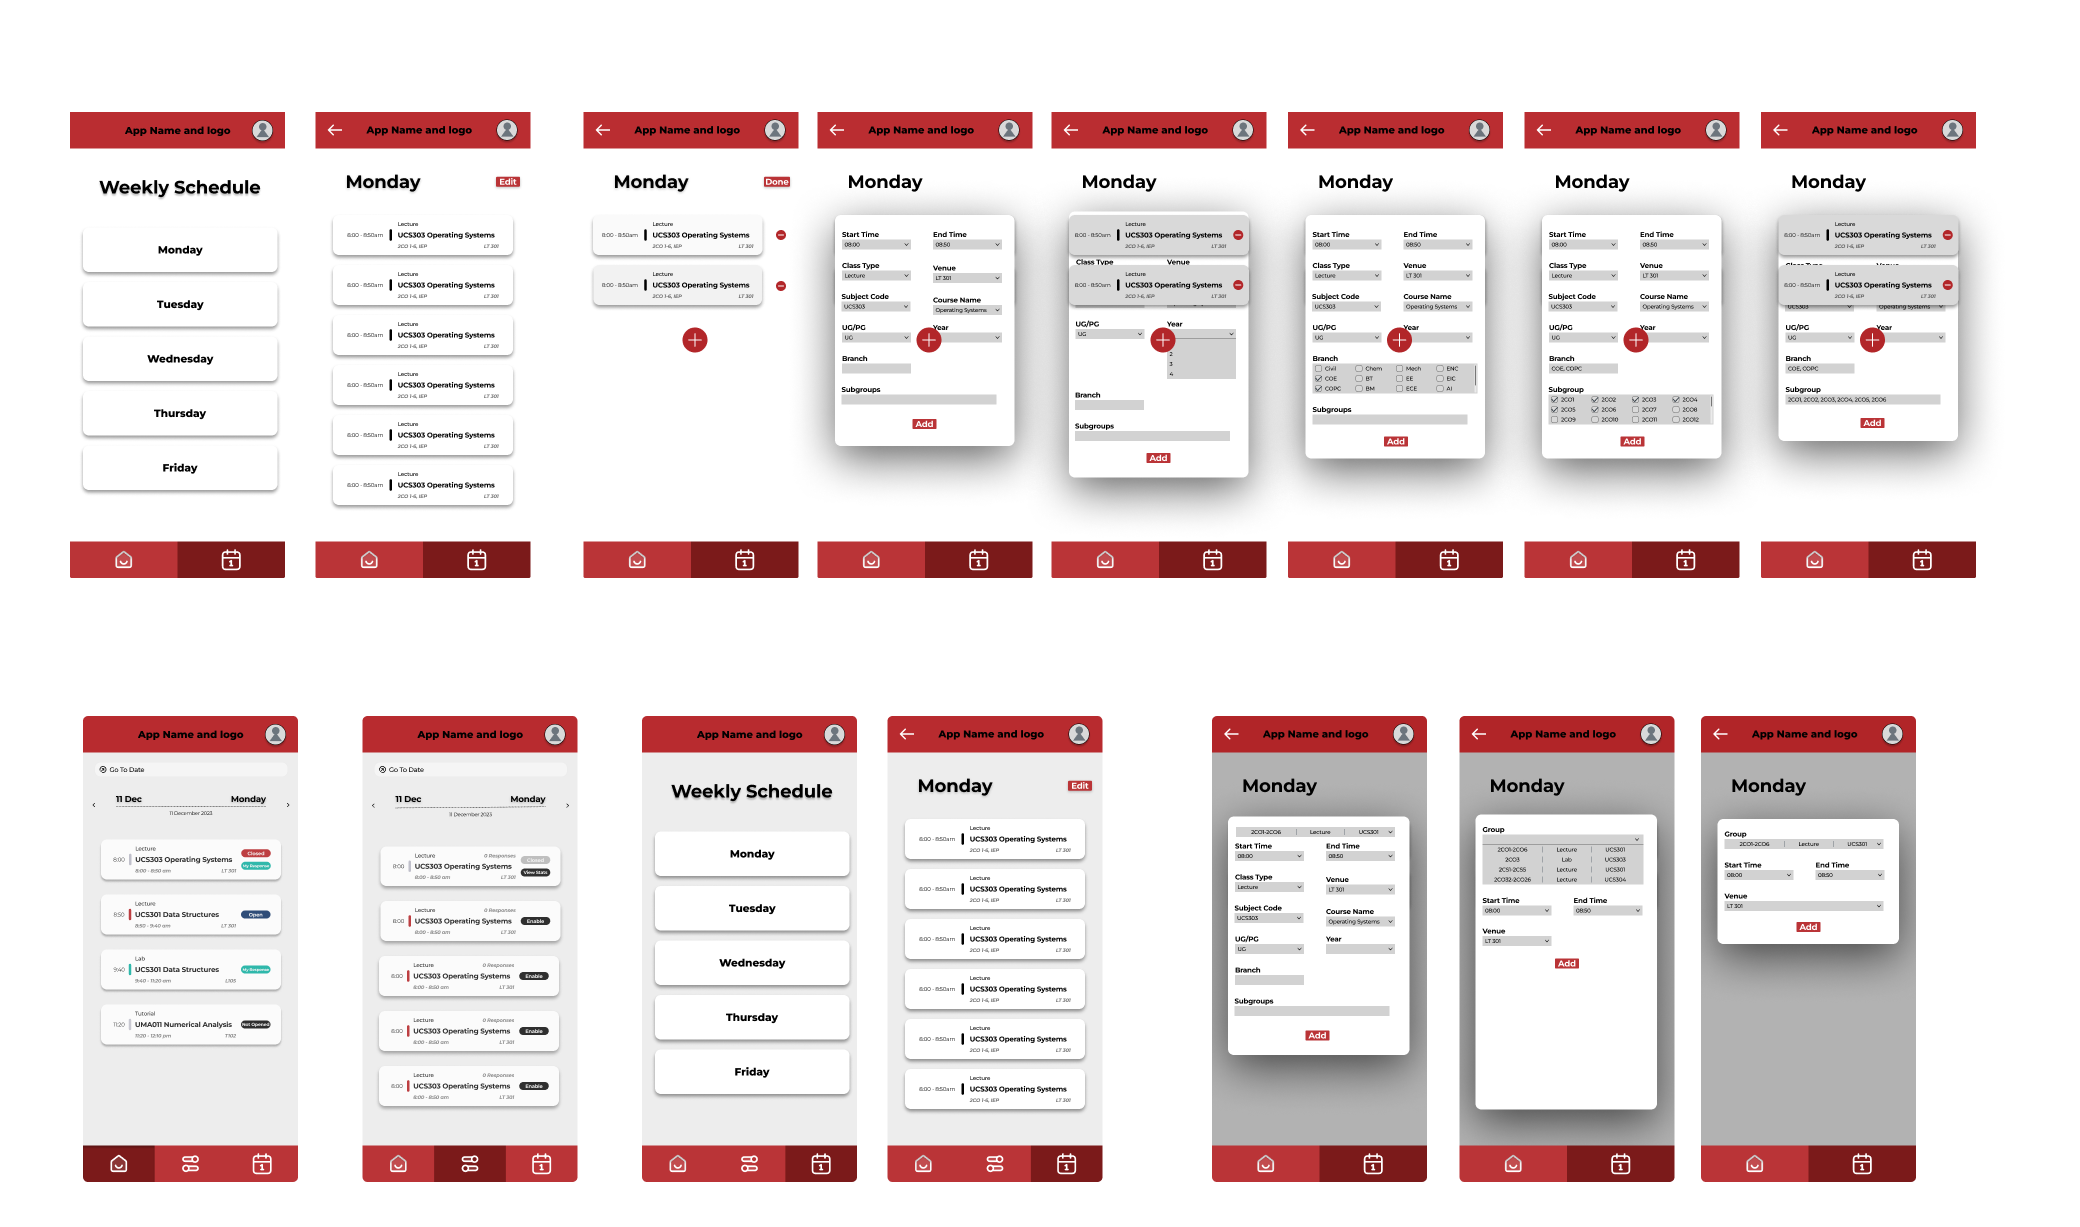 App Name and logo
Weekly Schedule
Monday
Tuesday
Wednesday
Thursday
Friday
1
App Name and logo
Monday
Edit
Lecture
8:00 - 8:50am UCS303 Operating Systems
2CO 1-6, IEP LT 301
Lecture
8:00 - 8:50am UCS303 Operating Systems
2CO 1-6, IEP LT 301
Lecture
8:00 - 8:50am UCS303 Operating Systems
2CO 1-6, IEP LT 301
Lecture
8:00 - 8:50am UCS303 Operating Systems
2CO 1-6, IEP LT 301
Lecture
8:00 - 8:50am UCS303 Operating Systems
2CO 1-6, IEP LT 301
Lecture
8:00 - 8:50am UCS303 Operating Systems
2CO 1-6, IEP LT 301
1
App Name and logo
Monday
Done
Lecture
8:00 - 8:50am UCS303 Operating Systems
2CO 1-6, IEP LT 301
Lecture
8:00 - 8:50am UCS303 Operating Systems
2CO 1-6, IEP LT 301
1
App Name and logo
Monday
Start Time End Time
08:00 08:50
Class Type Venue
Lecture LT 301
Subject Code Course Name
UCS303 Operating Systems
UG/PG Year
UG
Branch
Subgroups
Add
1
App Name and logo
Monday
Lecture
8:00 - 8:50am UCS303 Operating Systems
2CO 1-6, IEP LT 301
Class Type Venue
Lecture
8:00 - 8:50am UCS303 Operating Systems
2CO 1-6, IEP LT 301
UG/PG Year
UG
2
3
4
Branch
Subgroups
Add
1
App Name and logo
Monday
Start Time End Time
08:00 08:50
Class Type Venue
Lecture LT 301
Subject Code Course Name
UCS303 Operating Systems
UG/PG Year
UG
Branch
Civil Chem Mech ENC
COE BT EE EIC
COPC BM ECE AI
Subgroups
Add
1
App Name and logo
Monday
Start Time End Time
08:00 08:50
Class Type Venue
Lecture LT 301
Subject Code Course Name
UCS303 Operating Systems
UG/PG Year
UG
Branch
COE, COPC
Subgroup
2CO1 2CO2 2CO3 2CO4
2CO5 2CO6 2CO7 2CO8
2CO9 2CO10 2CO11 2CO12
Add
1
App Name and logo
Monday
Lecture
8:00 - 8:50am UCS303 Operating Systems
2CO 1-6, IEP LT 301
Lecture
8:00 - 8:50am UCS303 Operating Systems
2CO 1-6, IEP LT 301
UCS303 Operating Systems
UG/PG Year
UG
Branch
COE, COPC
Subgroup
2CO1, 2CO2, 2CO3, 2CO4, 2CO5, 2CO6
Add
1
App Name and logo
Go To Date
11 Dec Monday
11 December 2023
Lecture
8:00 UCS303 Operating Systems Closed
My Response
8:00 - 8:50 am LT 301
Lecture
8:50 UCS301 Data Structures Open
8:50 - 9:40 am LT 301
Lab
9:40 UCS301 Data Structures My Response
9:40 - 11:20 am L105
Tutorial
11:20 UMA011 Numerical Analysis Not Opened
11:20 - 12:10 pm T102
1
App Name and logo
Go To Date
11 Dec Monday
11 December 2023
Lecture 0 Responses
8:00 UCS303 Operating Systems Closed
View Stats
8:00 - 8:50 am LT 301
Lecture 0 Responses
8:00 UCS303 Operating Systems Enable
8:00 - 8:50 am LT 301
Lecture 0 Responses
8:00 UCS303 Operating Systems Enable
8:00 - 8:50 am LT 301
Lecture 0 Responses
8:00 UCS303 Operating Systems Enable
8:00 - 8:50 am LT 301
Lecture 0 Responses
8:00 UCS303 Operating Systems Enable
8:00 - 8:50 am LT 301
1
App Name and logo
Weekly Schedule
Monday
Tuesday
Wednesday
Thursday
Friday
1
App Name and logo
Monday
Edit
Lecture
8:00 - 8:50am UCS303 Operating Systems
2CO 1-6, IEP LT 301
Lecture
8:00 - 8:50am UCS303 Operating Systems
2CO 1-6, IEP LT 301
Lecture
8:00 - 8:50am UCS303 Operating Systems
2CO 1-6, IEP LT 301
Lecture
8:00 - 8:50am UCS303 Operating Systems
2CO 1-6, IEP LT 301
Lecture
8:00 - 8:50am UCS303 Operating Systems
2CO 1-6, IEP LT 301
Lecture
8:00 - 8:50am UCS303 Operating Systems
2CO 1-6, IEP LT 301
1
App Name and logo
Monday
2CO1-2CO6 | Lecture | UCS301
Start Time End Time
08:00 08:50
Class Type Venue
Lecture LT 301
Subject Code Course Name
UCS303 Operating Systems
UG/PG Year
UG
Branch
Subgroups
Add
1
App Name and logo
Monday
Group
2CO1-2CO6 | Lecture | UCS301
2CO3 | Lab | UCS303
2CS1-2CS5 | Lecture | UCS301
2CO32-2CO26 | Lecture | UCS304
Start Time End Time
08:00 08:50
Venue
LT 301
Add
1
App Name and logo
Monday
Group
2CO1-2CO6 | Lecture | UCS301
Start Time End Time
08:00 08:50
Venue
LT 301
Add
1